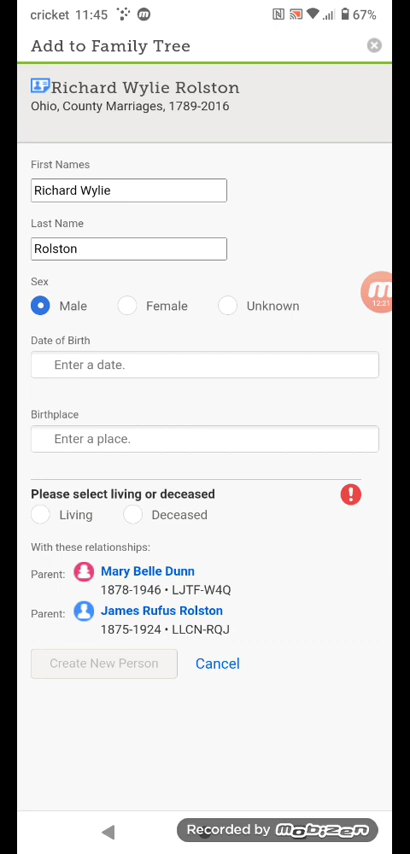 cricket 11:45 67%
Add to Family Tree
Richard Wylie Rolston
Ohio, County Marriages, 1789-2016
First Names
Richard Wylie
Last Name
Rolston
Sex
Male Female Unknown
12:21
Date of Birth
Enter a date.
Birthplace
Enter a place.
Please select living or deceased
Living Deceased
With these relationships:
Parent: Mary Belle Dunn
1878-1946 • LJTF-W4Q
Parent: James Rufus Rolston
1875-1924 • LLCN-RQJ
Create New Person Cancel
Recorded by mobizen